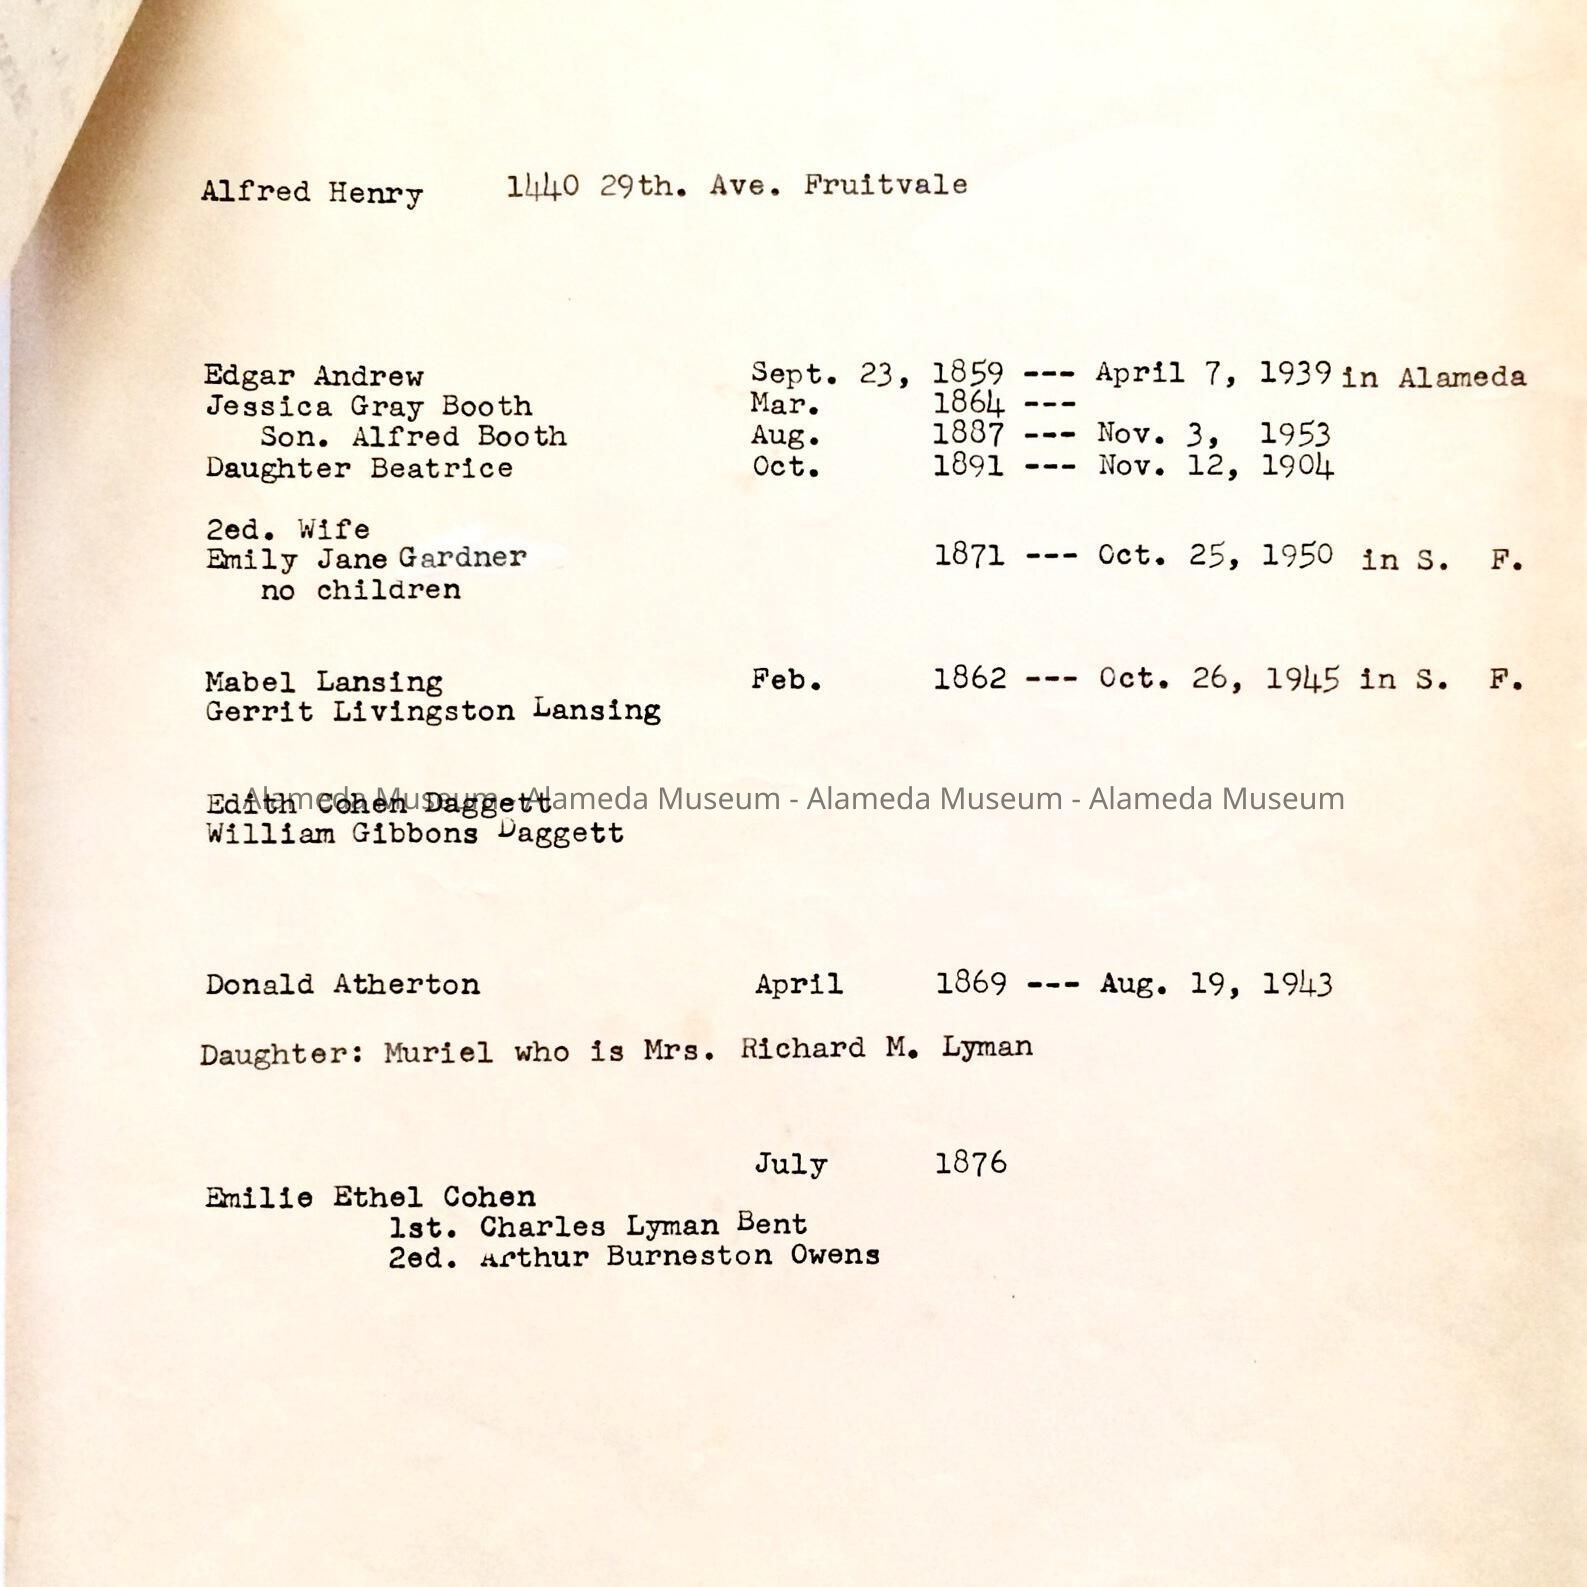 Alfred Henry 1440 29th. Ave. Fruitvale
Edgar Andrew Sept. 23, 1859 --- April 7, 1939 in Alameda
Jessica Gray Booth Mar. 1864 ---
Son. Alfred Booth Aug. 1887 --- Nov. 3, 1953
Daughter Beatrice Oct. 1891 --- Nov. 12, 1904
2ed. Wife
Emily Jane Gardner 1871 --- Oct. 25, 1950 in S. F.
no children
Mabel Lansing Feb. 1862 --- Oct. 26, 1945 in S. F.
Gerrit Livingston Lansing
Edith Cohen Daggett
Alameda Museum - Alameda Museum - Alameda Museum - Alameda Museum
William Gibbons Daggett
Donald Atherton April 1869 --- Aug. 19, 1943
Daughter: Muriel who is Mrs. Richard M. Lyman
July 1876
Emilie Ethel Cohen
1st. Charles Lyman Bent
2ed. Arthur Burneston Owens